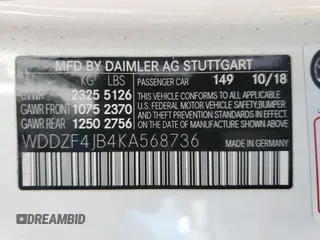 MFD BY DAIMLER AG STUTTGART
KG LBS PASSENGER CAR 149 10/18
GVWR 2325 5126 THIS VEHICLE CONFORMS TO ALL
GAWR FRONT 1075 2370 APPLICABLE U.S. FEDERAL MOTOR
GAWR REAR 1250 2756 VEHICLE SAFETY, BUMPER, AND
THEFT PREVENTION STANDARDS
IN EFFECT ON THE DATE OF
MANUFACTURE SHOWN ABOVE.
WDDZF4JB4KA568736
MADE IN GERMANY
DREAMBID